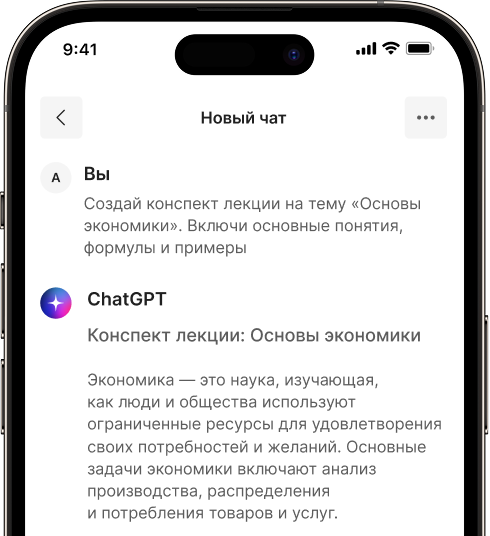 9:41
Новый чат
А
Вы
Создай конспект лекции на тему «Основы
экономики». Включи основные понятия,
формулы и примеры
ChatGPT
Конспект лекции: Основы экономики
Экономика — это наука, изучающая,
как люди и общества используют
ограниченные ресурсы для удовлетворения
своих потребностей и желаний. Основные
задачи экономики включают анализ
производства, распределения
и потребления товаров и услуг.